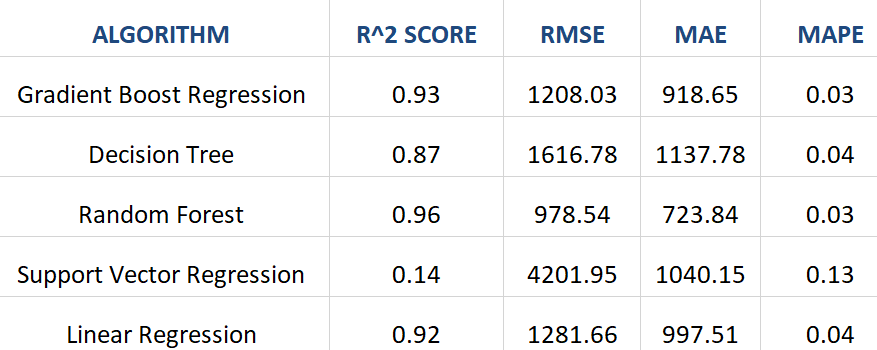 ALGORITHM R^2 SCORE RMSE MAE MAPE
Gradient Boost Regression 0.93 1208.03 918.65 0.03
Decision Tree 0.87 1616.78 1137.78 0.04
Random Forest 0.96 978.54 723.84 0.03
Support Vector Regression 0.14 4201.95 1040.15 0.13
Linear Regression 0.92 1281.66 997.51 0.04